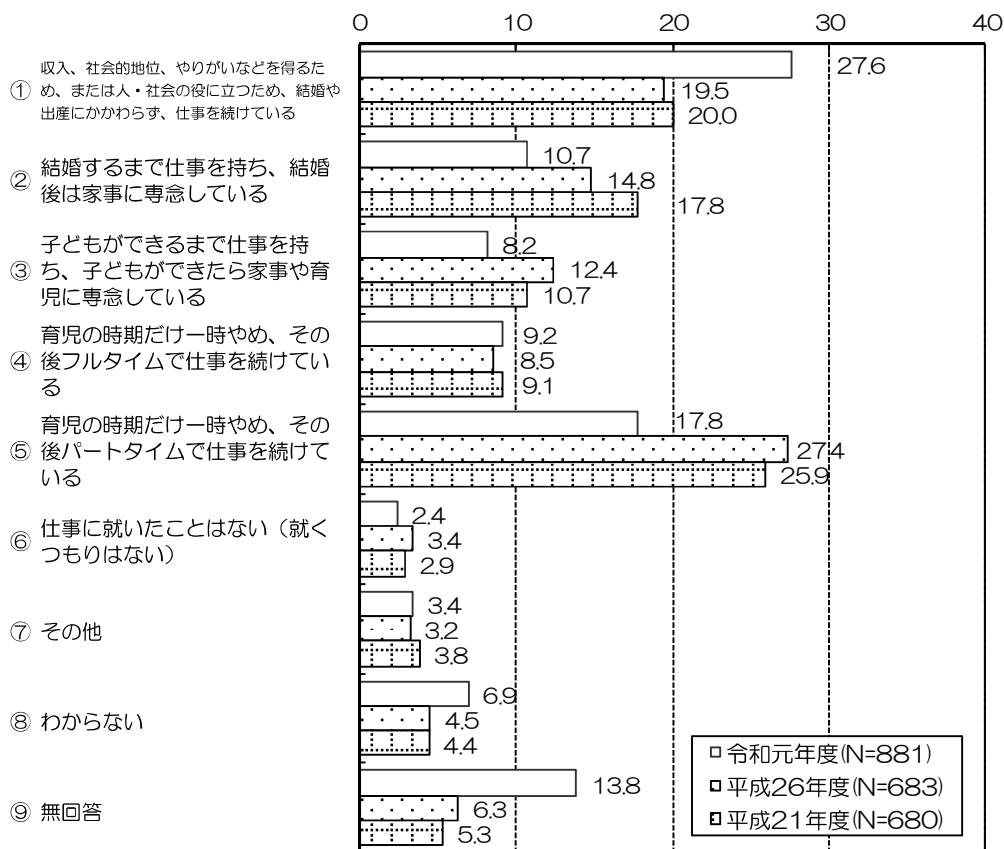 0 10 20 30 40
① 収入、社会的地位、やりがいなどを得るた
め、または人・社会の役に立つため、結婚や
出産にかかわらず、仕事を続けている
27.6
19.5
20.0
② 結婚するまで仕事を持ち、結婚
後は家事に専念している
10.7
14.8
17.8
③ 子どもができるまで仕事を持
ち、子どもができたら家事や育
児に専念している
8.2
12.4
10.7
④ 育児の時期だけ一時やめ、その
後フルタイムで仕事を続けてい
る
9.2
8.5
9.1
⑤ 育児の時期だけ一時やめ、その
後パートタイムで仕事を続けて
いる
17.8
27.4
25.9
⑥ 仕事に就いたことはない（就く
つもりはない）
2.4
3.4
2.9
⑦ その他
3.4
3.2
3.8
⑧ わからない
6.9
4.5
4.4
⑨ 無回答
13.8
6.3
5.3
令和元年度(N=881)
平成26年度(N=683)
平成21年度(N=680)